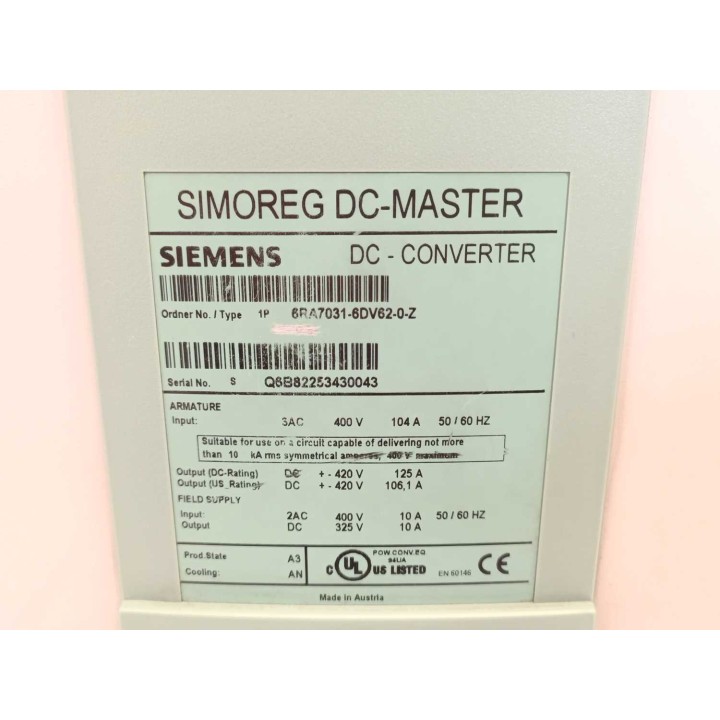 SIMOREG DC-MASTER
SIEMENS DC - CONVERTER
Ordner No. / Type 1P 6RA7031-6DV62-0-Z
Serial No. S Q6B82253430043
ARMATURE
Input: 3AC 400 V 104 A 50 / 60 HZ
Suitable for use on a circuit capable of delivering not more
than 10 kA rms symmetrical amperes, 400 V maximum
Output (DC-Rating) DC + - 420 V 125 A
Output (US_Rating) DC + - 420 V 106,1 A
FIELD SUPPLY
Input: 2AC 400 V 10 A 50 / 60 HZ
Output DC 325 V 10 A
Prod.State A3
Cooling: AN
POW.CONV.EQ
94UA
C UL US LISTED EN 60146 CE
Made in Austria